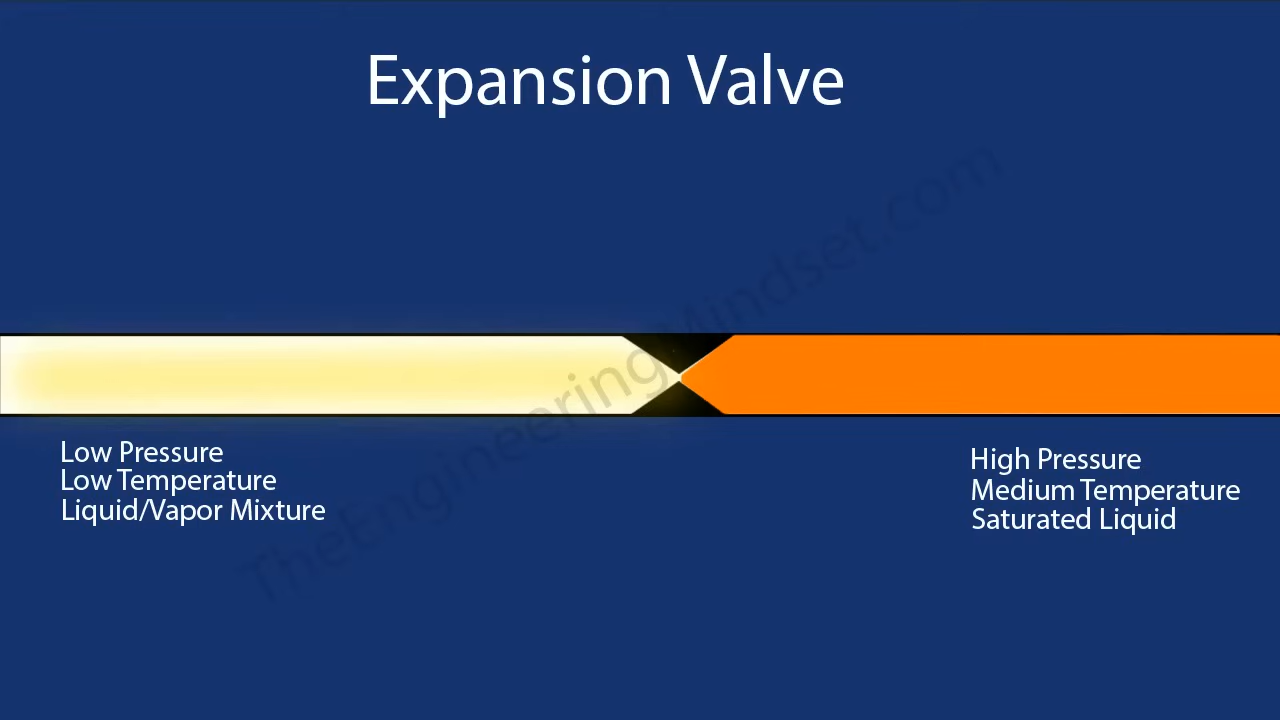 Expansion Valve
TheEngineeringMindset.com
Low Pressure
Low Temperature
Liquid/Vapor Mixture
High Pressure
Medium Temperature
Saturated Liquid